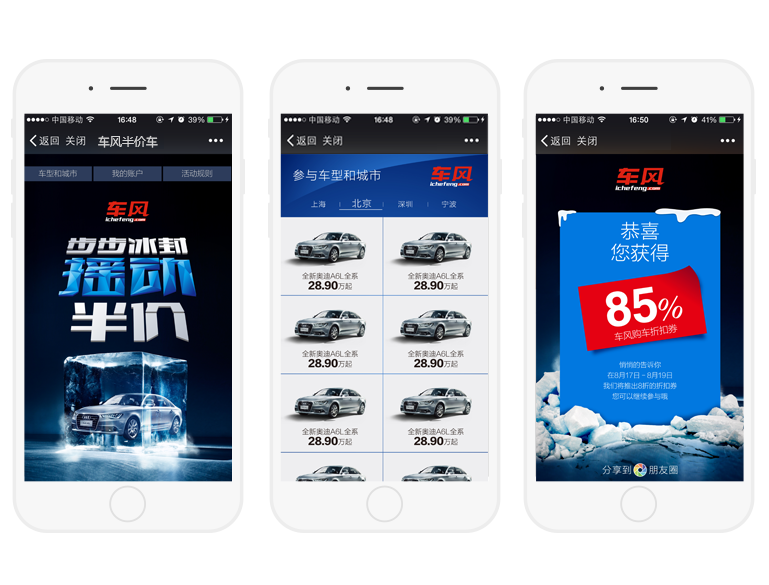 中国移动 16:48 39%
返回 关闭 车风半价车
车型和城市 我的账户 活动规则
车风
ichefeng.com
步步冰封
摇动
半价
中国移动 16:48 39%
返回 关闭
参与车型和城市
车风
ichefeng.com
上海 北京 深圳 宁波
全新奥迪A6L全系 全新奥迪A6L全系
28.90万起 28.90万起
全新奥迪A6L全系 全新奥迪A6L全系
28.90万起 28.90万起
全新奥迪A6L全系 全新奥迪A6L全系
28.90万起 28.90万起
中国移动 16:50 41%
返回 关闭
车风
ichefeng.com
恭喜
您获得
85%
车风购车折扣券
悄悄的告诉你
在8月17日－8月19日
我们将推出8折的折扣券
您可以继续参与哦
分享到 朋友圈